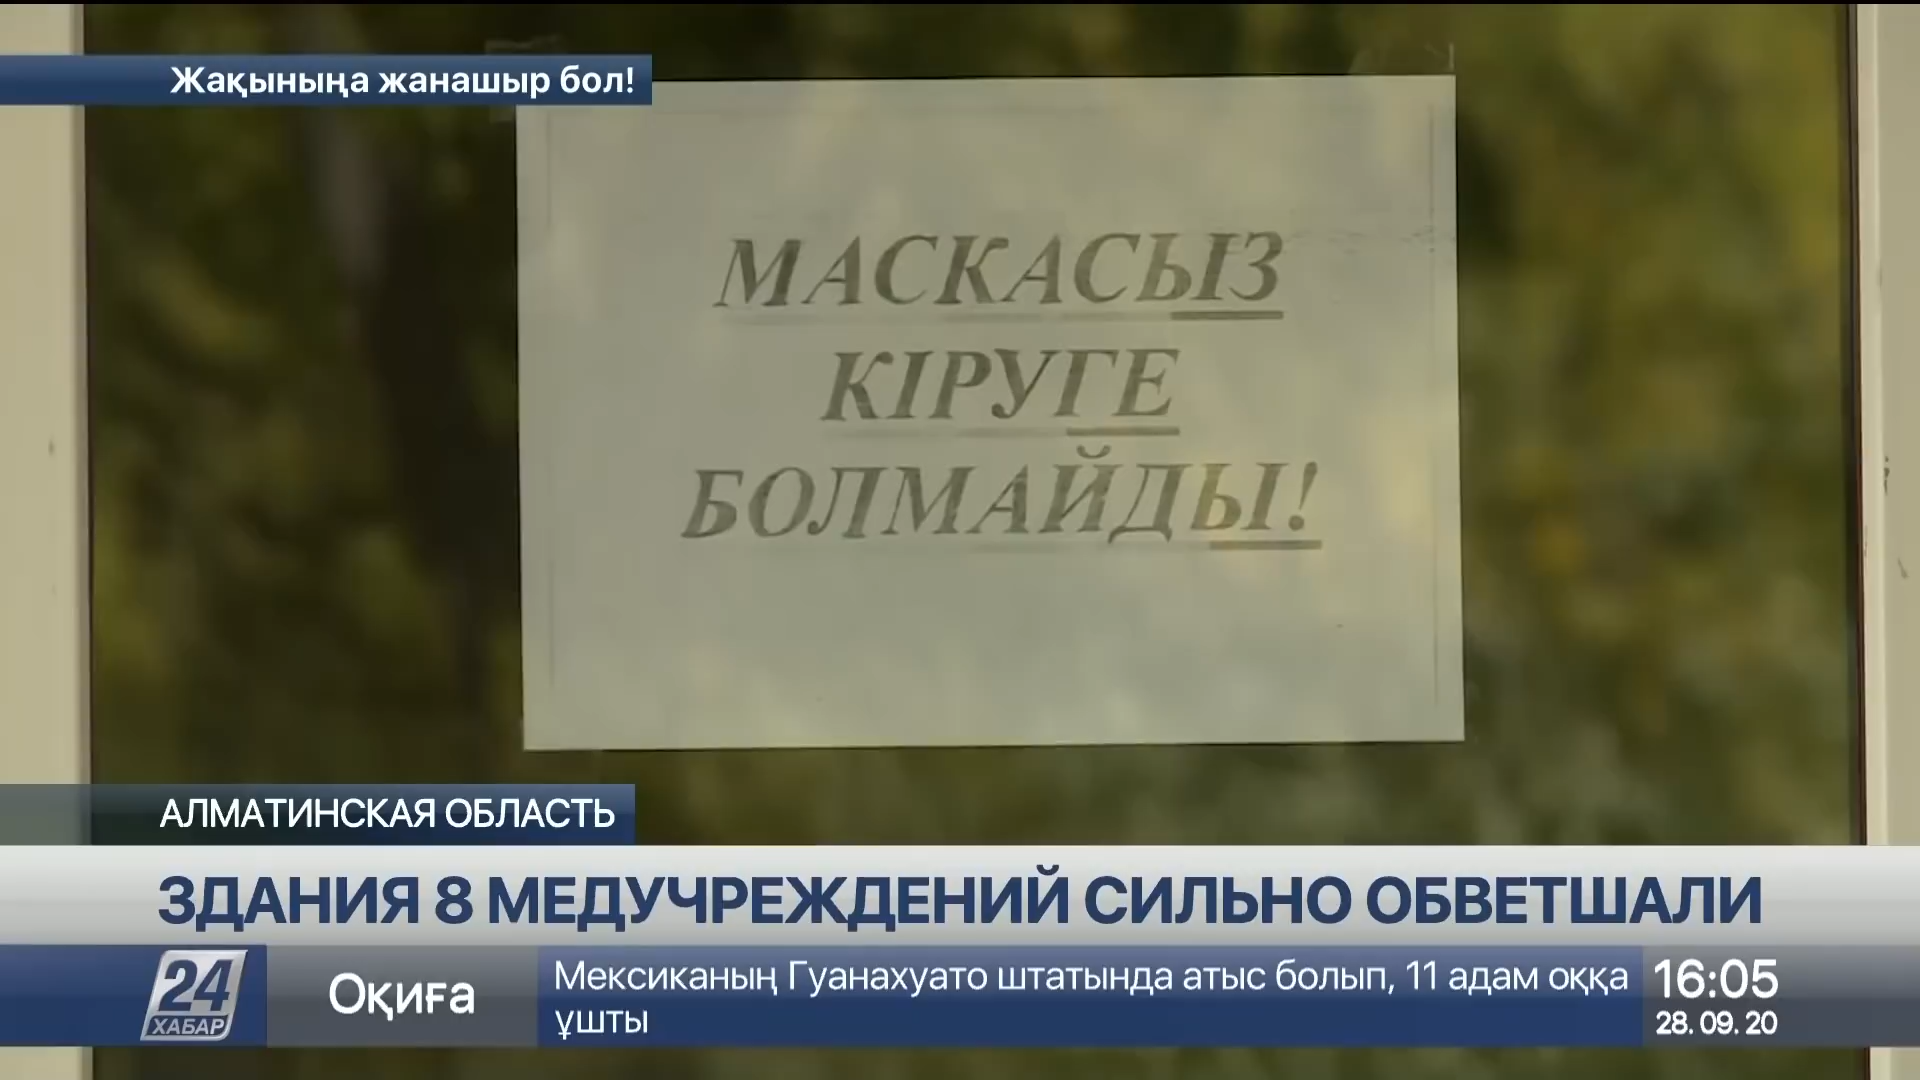 Жақыныңа жанашыр бол!
МАСКАСЫЗ
КІРУГЕ
БОЛМАЙДЫ!
АЛМАТИНСКАЯ ОБЛАСТЬ
ЗДАНИЯ 8 МЕДУЧРЕЖДЕНИЙ СИЛЬНО ОБВЕТШАЛИ
24
ХАБАР
Оқиға
Мексиканың Гуанахуато штатында атыс болып, 11 адам оққа
ұшты
16:05
28. 09. 20